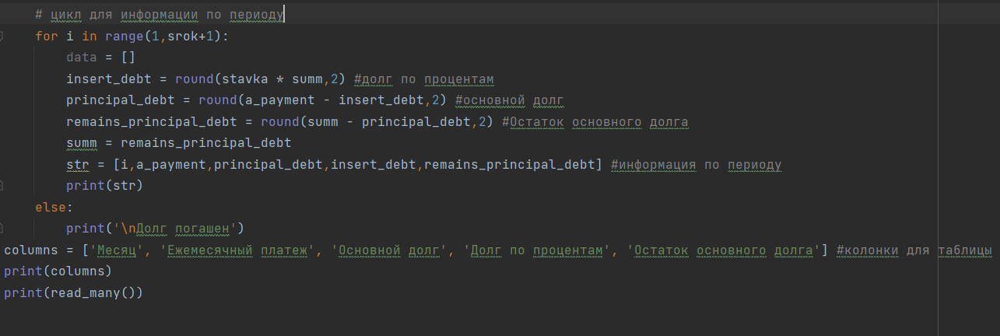 # цикл для информации по периоду
for i in range(1,srok+1):
data = []
insert_debt = round(stavka * summ,2) #долг по процентам
principal_debt = round(a_payment - insert_debt,2) #основной долг
remains_principal_debt = round(summ - principal_debt,2) #Остаток основного долга
summ = remains_principal_debt
str = [i,a_payment,principal_debt,insert_debt,remains_principal_debt] #информация по периоду
print(str)
else:
print('\nДолг погашен')
columns = ['Месяц', 'Ежемесячный платеж', 'Основной долг', 'Долг по процентам', 'Остаток основного долга'] #колонки для таблицы
print(columns)
print(read_many())